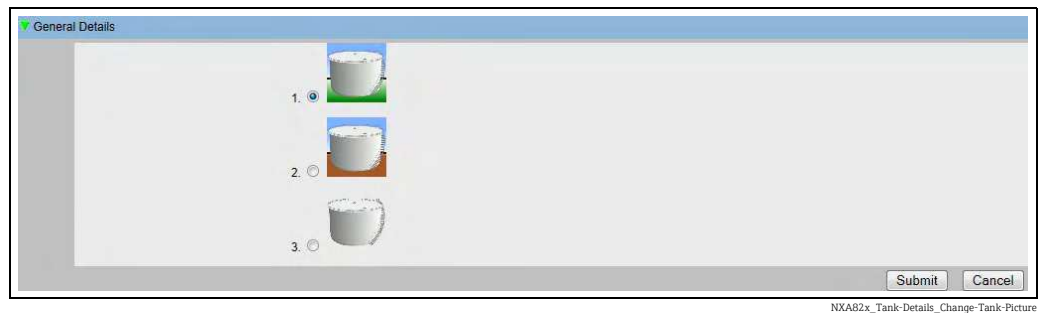 General Details
1.
2.
3.
Submit Cancel
NXA82x_Tank-Details_Change-Tank-Picture